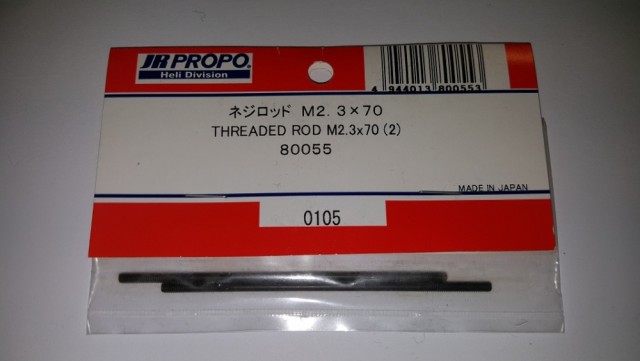 JR PROPO®
Heli Division
4 944013 800553
ネジロッド M2.3×70
THREADED ROD M2.3x70 (2)
80055
MADE IN JAPAN
0105